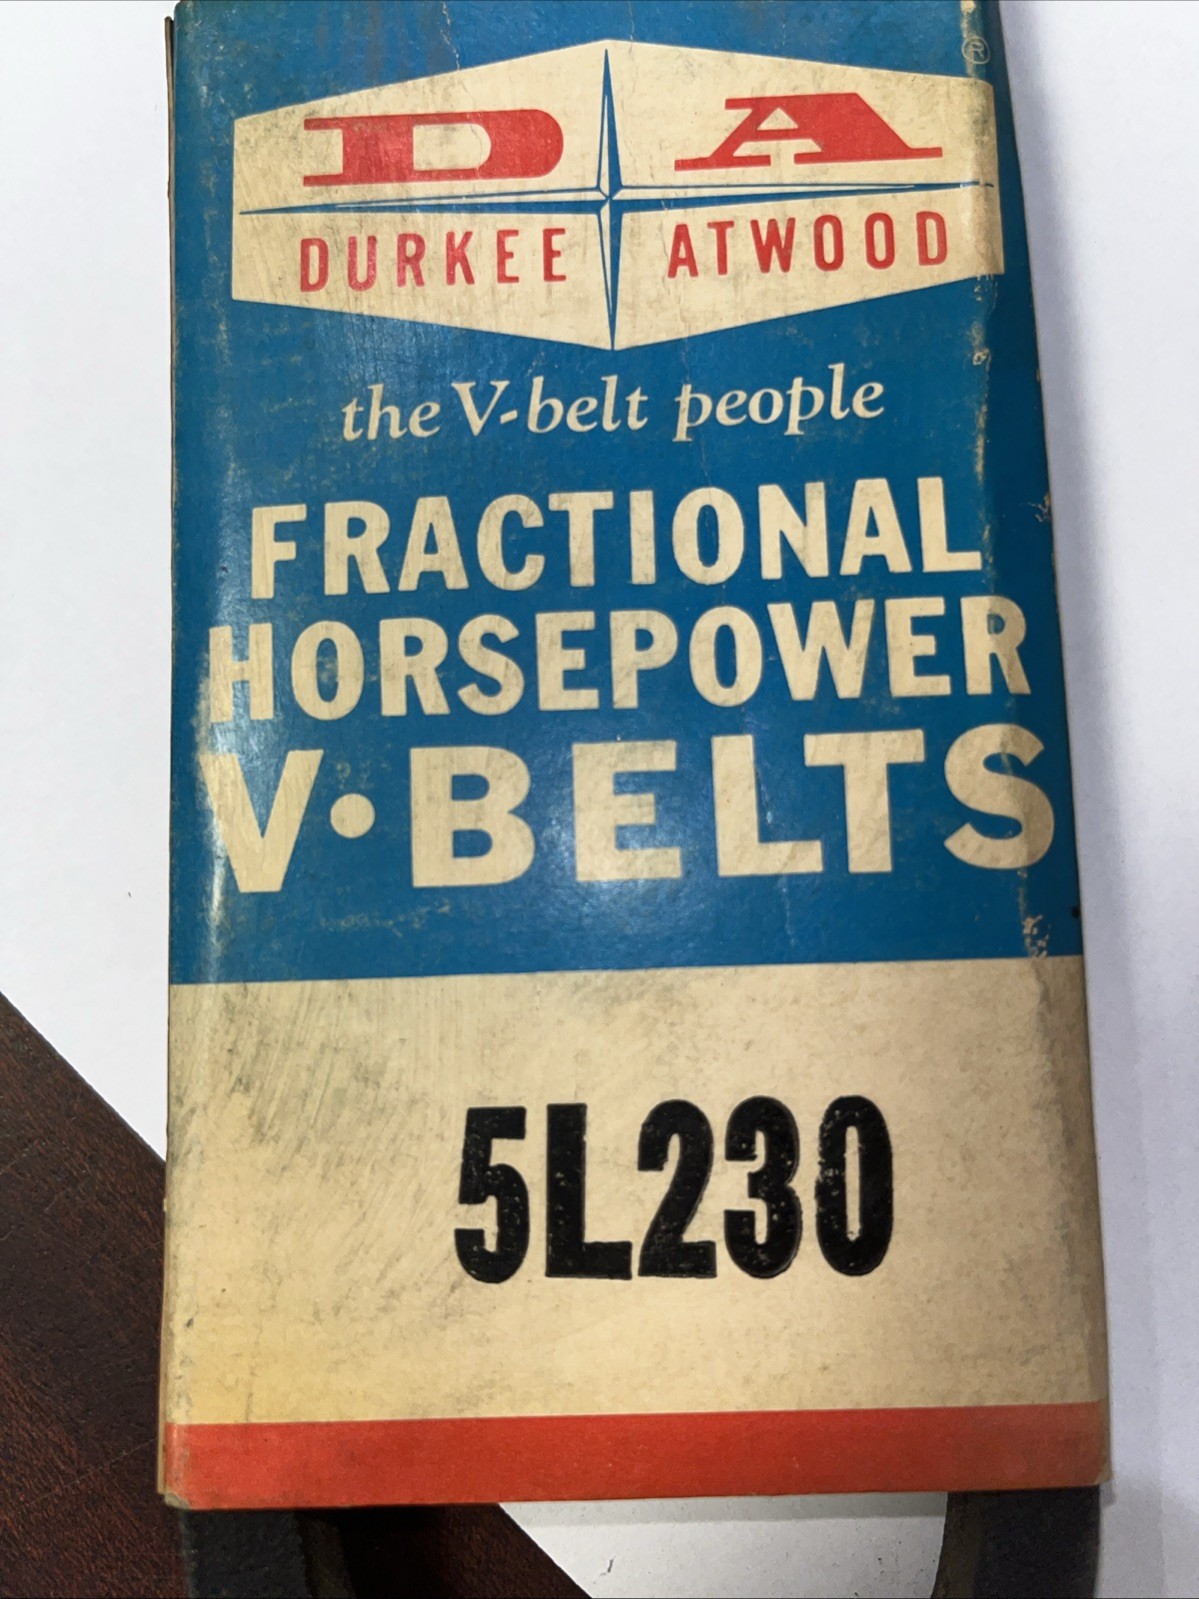 D A ®
DURKEE ATWOOD
the V-belt people
FRACTIONAL
HORSEPOWER
V•BELTS
5L230